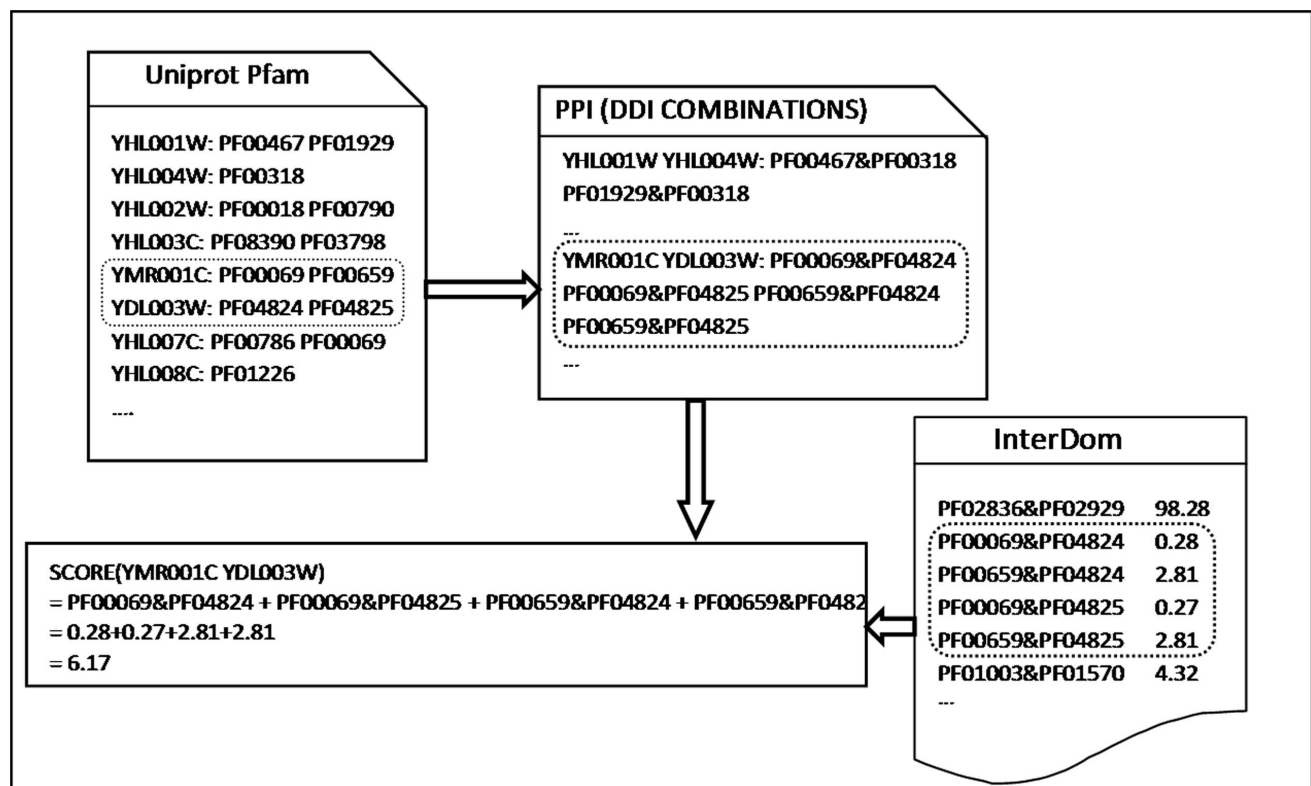 Uniprot Pfam
YHL001W: PF00467 PF01929
YHL004W: PF00318
YHL002W: PF00018 PF00790
YHL003C: PF08390 PF03798
YMR001C: PF00069 PF00659
YDL003W: PF04824 PF04825
YHL007C: PF00786 PF00069
YHL008C: PF01226
....
PPI (DDI COMBINATIONS)
YHL001W YHL004W: PF00467&PF00318
PF01929&PF00318
...
YMR001C YDL003W: PF00069&PF04824
PF00069&PF04825 PF00659&PF04824
PF00659&PF04825
...
InterDom
PF02836&PF02929 98.28
PF00069&PF04824 0.28
PF00659&PF04824 2.81
PF00069&PF04825 0.27
PF00659&PF04825 2.81
PF01003&PF01570 4.32
...
SCORE(YMR001C YDL003W)
= PF00069&PF04824 + PF00069&PF04825 + PF00659&PF04824 + PF00659&PF0482
= 0.28+0.27+2.81+2.81
= 6.17